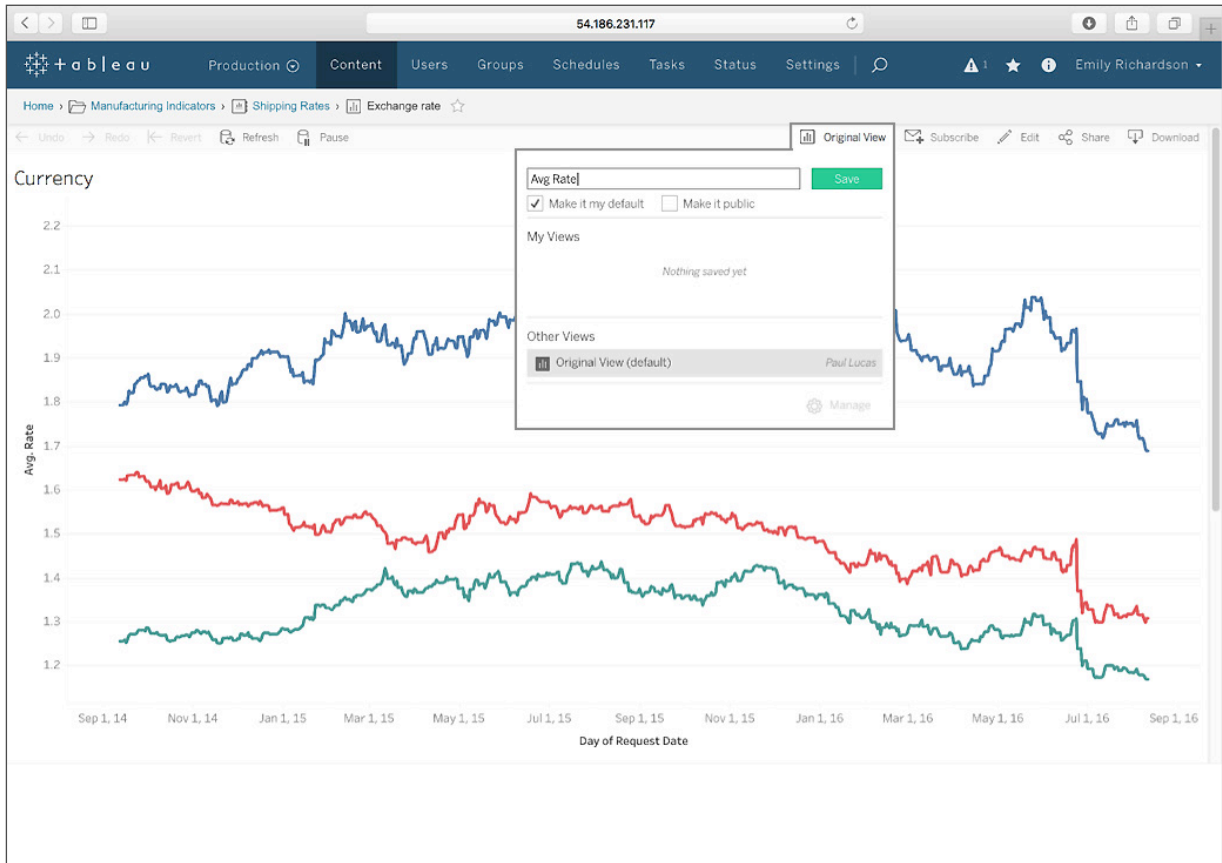 54.186.231.117
+ a b l e a u Production Content Users Groups Schedules Tasks Status Settings 1 Emily Richardson
Home › Manufacturing Indicators › Shipping Rates › Exchange rate
Undo Redo Revert Refresh Pause Original View Subscribe Edit Share Download
Currency
Avg Rate Save
Make it my default Make it public
My Views
Nothing saved yet
Other Views
Original View (default) Paul Lucas
Manage
2.2
2.1
2.0
1.9
1.8
1.7
1.6
1.5
1.4
1.3
1.2
Avg. Rate
Sep 1, 14 Nov 1, 14 Jan 1, 15 Mar 1, 15 May 1, 15 Jul 1, 15 Sep 1, 15 Nov 1, 15 Jan 1, 16 Mar 1, 16 May 1, 16 Jul 1, 16 Sep 1, 16
Day of Request Date